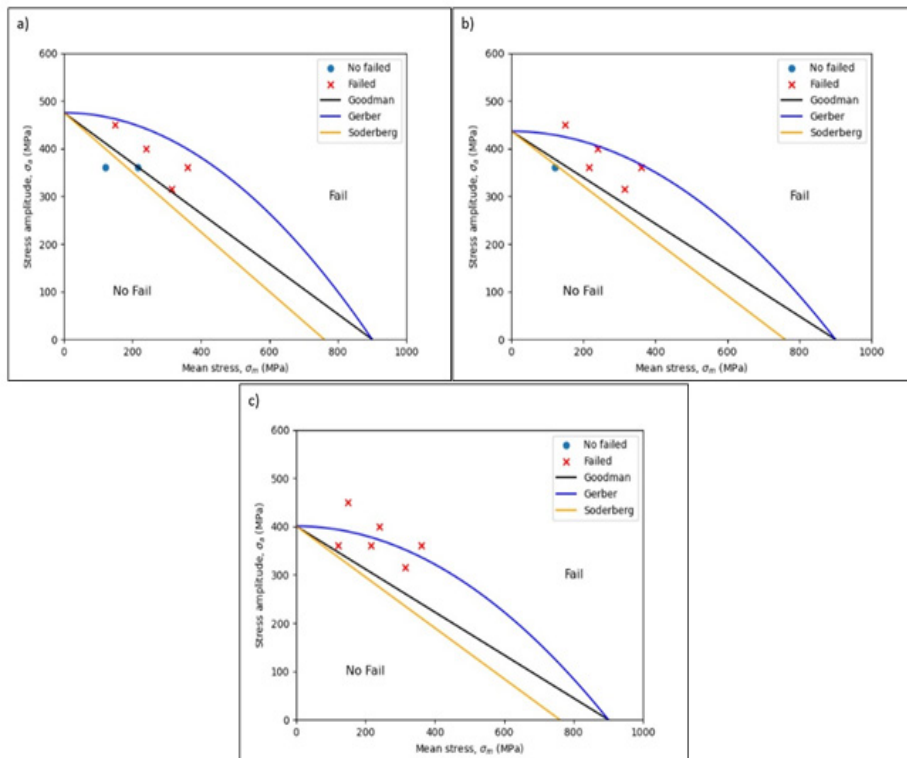 a)
600
500
400
300
200
100
0
Stress amplitude, σa (MPa)
No failed
Failed
Goodman
Gerber
Soderberg
Fail
No Fail
0 200 400 600 800 1000
Mean stress, σm (MPa)
b)
600
500
400
300
200
100
0
Stress amplitude, σa (MPa)
No failed
Failed
Goodman
Gerber
Soderberg
Fail
No Fail
0 200 400 600 800 1000
Mean stress, σm (MPa)
c)
600
500
400
300
200
100
0
Stress amplitude, σa (MPa)
No failed
Failed
Goodman
Gerber
Soderberg
Fail
No Fail
0 200 400 600 800 1000
Mean stress, σm (MPa)